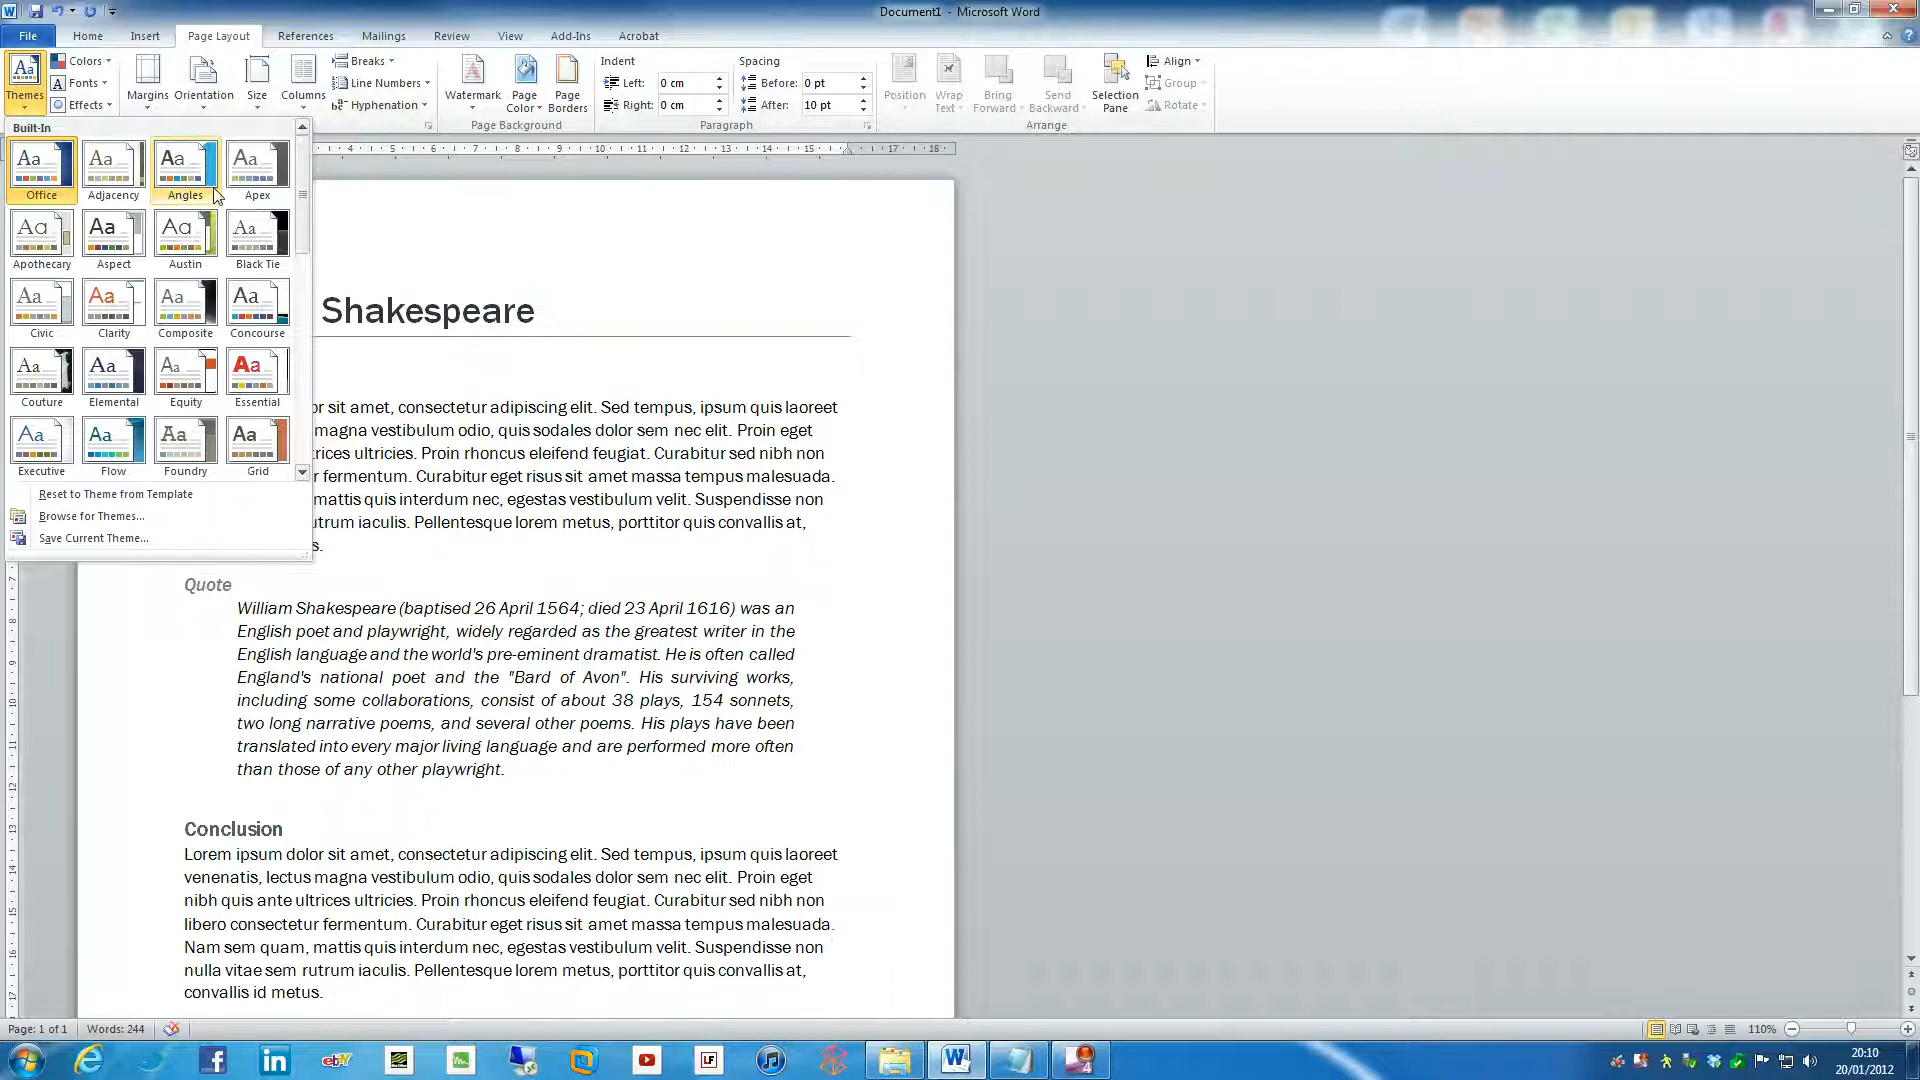 Document1 - Microsoft Word
File Home Insert Page Layout References Mailings Review View Add-Ins Acrobat
Themes
Colors
Fonts
Effects
Margins
Orientation
Size
Columns
Breaks
Line Numbers
Hyphenation
Watermark
Page Color
Page Borders
Page Background
Indent
Left: 0 cm
Right: 0 cm
Spacing
Before: 0 pt
After: 10 pt
Paragraph
Position
Wrap Text
Bring Forward
Send Backward
Selection Pane
Align
Group
Rotate
Arrange
Built-In
Office Adjacency Angles Apex
Apothecary Aspect Austin Black Tie
Civic Clarity Composite Concourse
Couture Elemental Equity Essential
Executive Flow Foundry Grid
Reset to Theme from Template
Browse for Themes...
Save Current Theme...
4 5 6 7 8 9 10 11 12 13 14 15 17 18
Shakespeare
or sit amet, consectetur adipiscing elit. Sed tempus, ipsum quis laoreet
magna vestibulum odio, quis sodales dolor sem nec elit. Proin eget
trices ultricies. Proin rhoncus eleifend feugiat. Curabitur sed nibh non
r fermentum. Curabitur eget risus sit amet massa tempus malesuada.
mattis quis interdum nec, egestas vestibulum velit. Suspendisse non
utrum iaculis. Pellentesque lorem metus, porttitor quis convallis at,
s.
Quote
William Shakespeare (baptised 26 April 1564; died 23 April 1616) was an
English poet and playwright, widely regarded as the greatest writer in the
English language and the world's pre-eminent dramatist. He is often called
England's national poet and the "Bard of Avon". His surviving works,
including some collaborations, consist of about 38 plays, 154 sonnets,
two long narrative poems, and several other poems. His plays have been
translated into every major living language and are performed more often
than those of any other playwright.
Conclusion
Lorem ipsum dolor sit amet, consectetur adipiscing elit. Sed tempus, ipsum quis laoreet
venenatis, lectus magna vestibulum odio, quis sodales dolor sem nec elit. Proin eget
nibh quis ante ultrices ultricies. Proin rhoncus eleifend feugiat. Curabitur sed nibh non
libero consectetur fermentum. Curabitur eget risus sit amet massa tempus malesuada.
Nam sem quam, mattis quis interdum nec, egestas vestibulum velit. Suspendisse non
nulla vitae sem rutrum iaculis. Pellentesque lorem metus, porttitor quis convallis at,
convallis id metus.
Page: 1 of 1 Words: 244
110%
20:10
20/01/2012